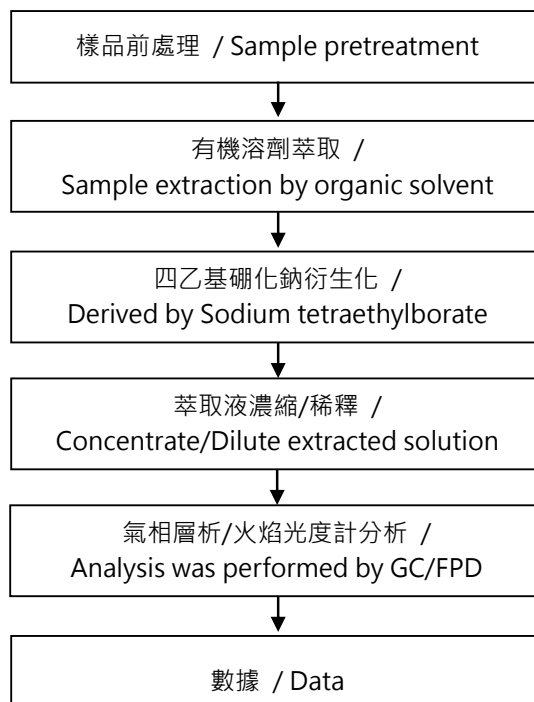 樣品前處理 / Sample pretreatment
有機溶劑萃取 /
Sample extraction by organic solvent
四乙基硼化鈉衍生化 /
Derived by Sodium tetraethylborate
萃取液濃縮/稀釋 /
Concentrate/Dilute extracted solution
氣相層析/火焰光度計分析 /
Analysis was performed by GC/FPD
數據 / Data